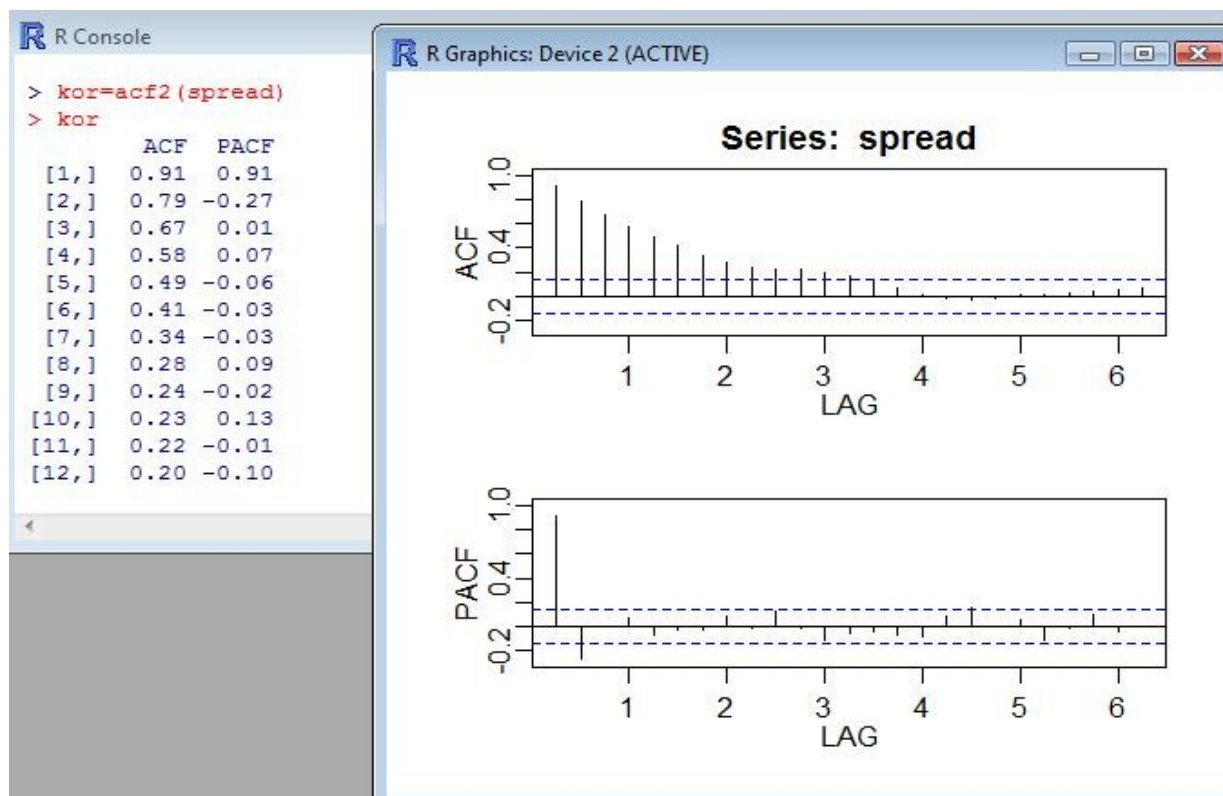 R Console
> kor=acf2(spread)
> kor
ACF PACF
[1,] 0.91 0.91
[2,] 0.79 -0.27
[3,] 0.67 0.01
[4,] 0.58 0.07
[5,] 0.49 -0.06
[6,] 0.41 -0.03
[7,] 0.34 -0.03
[8,] 0.28 0.09
[9,] 0.24 -0.02
[10,] 0.23 0.13
[11,] 0.22 -0.01
[12,] 0.20 -0.10
R Graphics: Device 2 (ACTIVE)
Series: spread
ACF
-0.2 0.4 1.0
1 2 3 4 5 6
LAG
PACF
-0.2 0.4 1.0
1 2 3 4 5 6
LAG